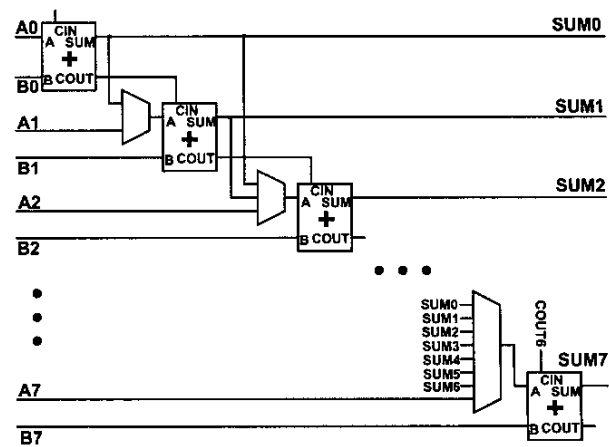 A0
CIN
A SUM
+
B COUT
B0
SUM0
A1
CIN
A SUM
+
B COUT
B1
SUM1
A2
CIN
A SUM
+
B COUT
B2
SUM2
SUM0
SUM1
SUM2
SUM3
SUM4
SUM5
SUM6
COUT6
SUM7
A7
CIN
A SUM
+
B COUT
B7